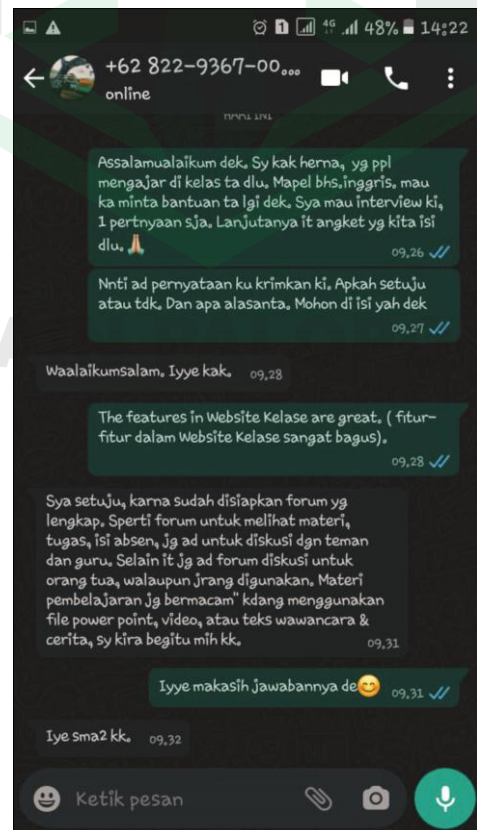 4G 48% 14:22
+62 822-9367-00...
online
HARI INI
Assalamualaikum dek. Sy kak herna, yg ppl
mengajar di kelas ta dlu. Mapel bhs.inggris. mau
ka minta bantuan ta lgi dek. Sya mau interview ki,
1 pertnyaan sja. Lanjutanya it angket yg kita isi
dlu. 🙏
09.26
Nnti ad pernyataan ku krimkan ki. Apkah setuju
atau tdk. Dan apa alasanta. Mohon di isi yah dek
09.27
Waalaikumsalam. Iyye kak. 09.28
The features in Website Kelase are great. ( fitur-
fitur dalam Website Kelase sangat bagus).
09.28
Sya setuju, karna sudah disiapkan forum yg
lengkap. Sperti forum untuk melihat materi,
tugas, isi absen, jg ad untuk diskusi dgn teman
dan guru. Selain it jg ad forum diskusi untuk
orang tua, walaupun jrang digunakan. Materi
pembelajaran jg bermacam" kdang menggunakan
file power point, video, atau teks wawancara &
cerita, sy kira begitu mih kk. 09.31
Iyye makasih jawabannya de😊 09.31
Iye sma2 kk. 09.32
Ketik pesan